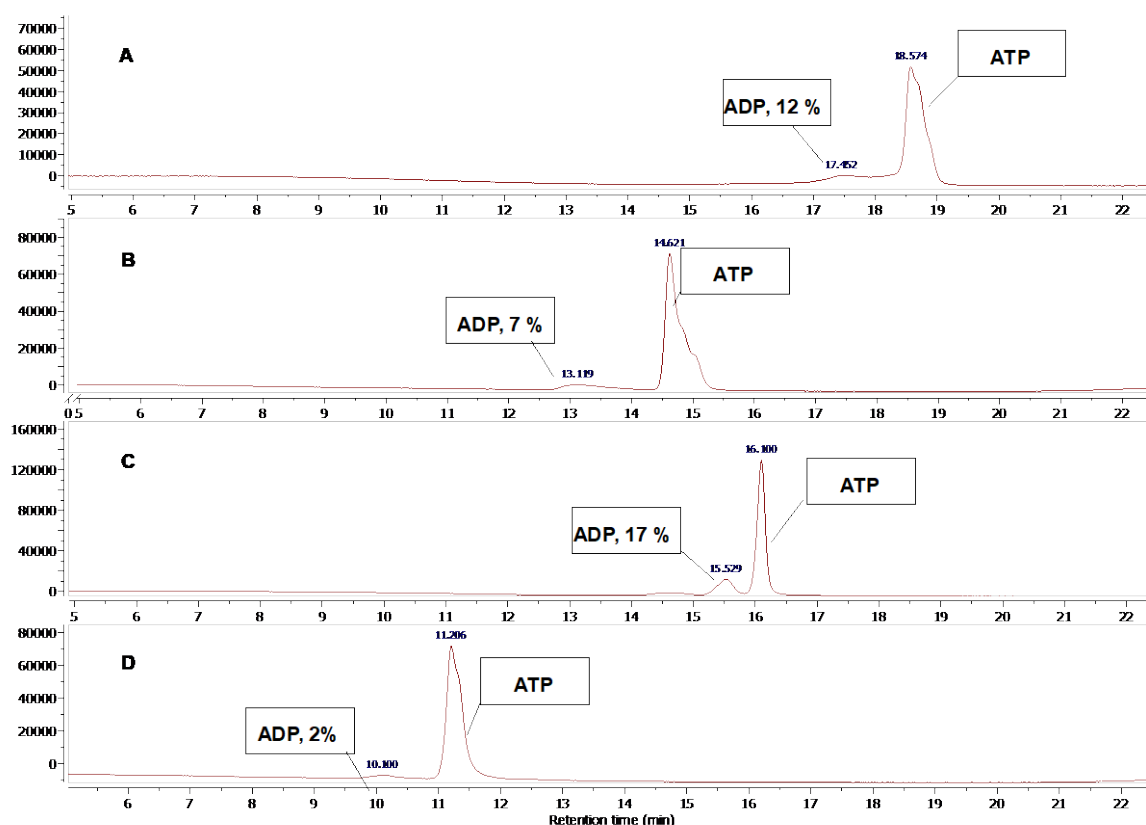 70000
60000
50000
40000
30000
20000
10000
0
A
18.574
ATP
ADP, 12 %
17.452
5 6 7 8 9 10 11 12 13 14 15 16 17 18 19 20 21 22
80000
60000
40000
20000
0
B
14.621
ATP
ADP, 7 %
13.119
0 5 6 7 8 9 10 11 12 13 14 15 16 17 18 19 20 21 22
160000
120000
80000
40000
0
C
16.100
ATP
ADP, 17 %
15.529
5 6 7 8 9 10 11 12 13 14 15 16 17 18 19 20 21 22
80000
60000
40000
20000
0
D
11.206
ATP
ADP, 2%
10.100
6 7 8 9 10 11 12 13 14 15 16 17 18 19 20 21 22
Retention time (min)